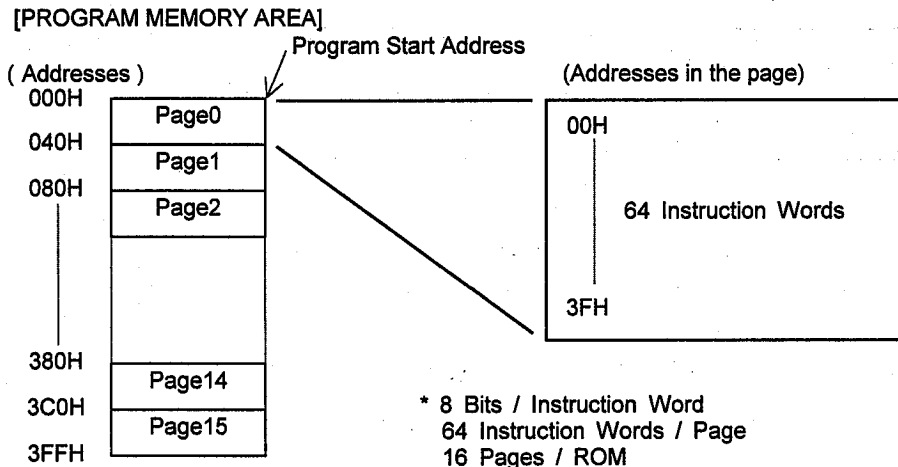 [PROGRAM MEMORY AREA]
Program Start Address
( Addresses )
(Addresses in the page)
000H
Page0
00H
040H
Page1
080H
Page2
64 Instruction Words
3FH
380H
Page14
3C0H
* 8 Bits / Instruction Word
Page15
64 Instruction Words / Page
3FFH
16 Pages / ROM